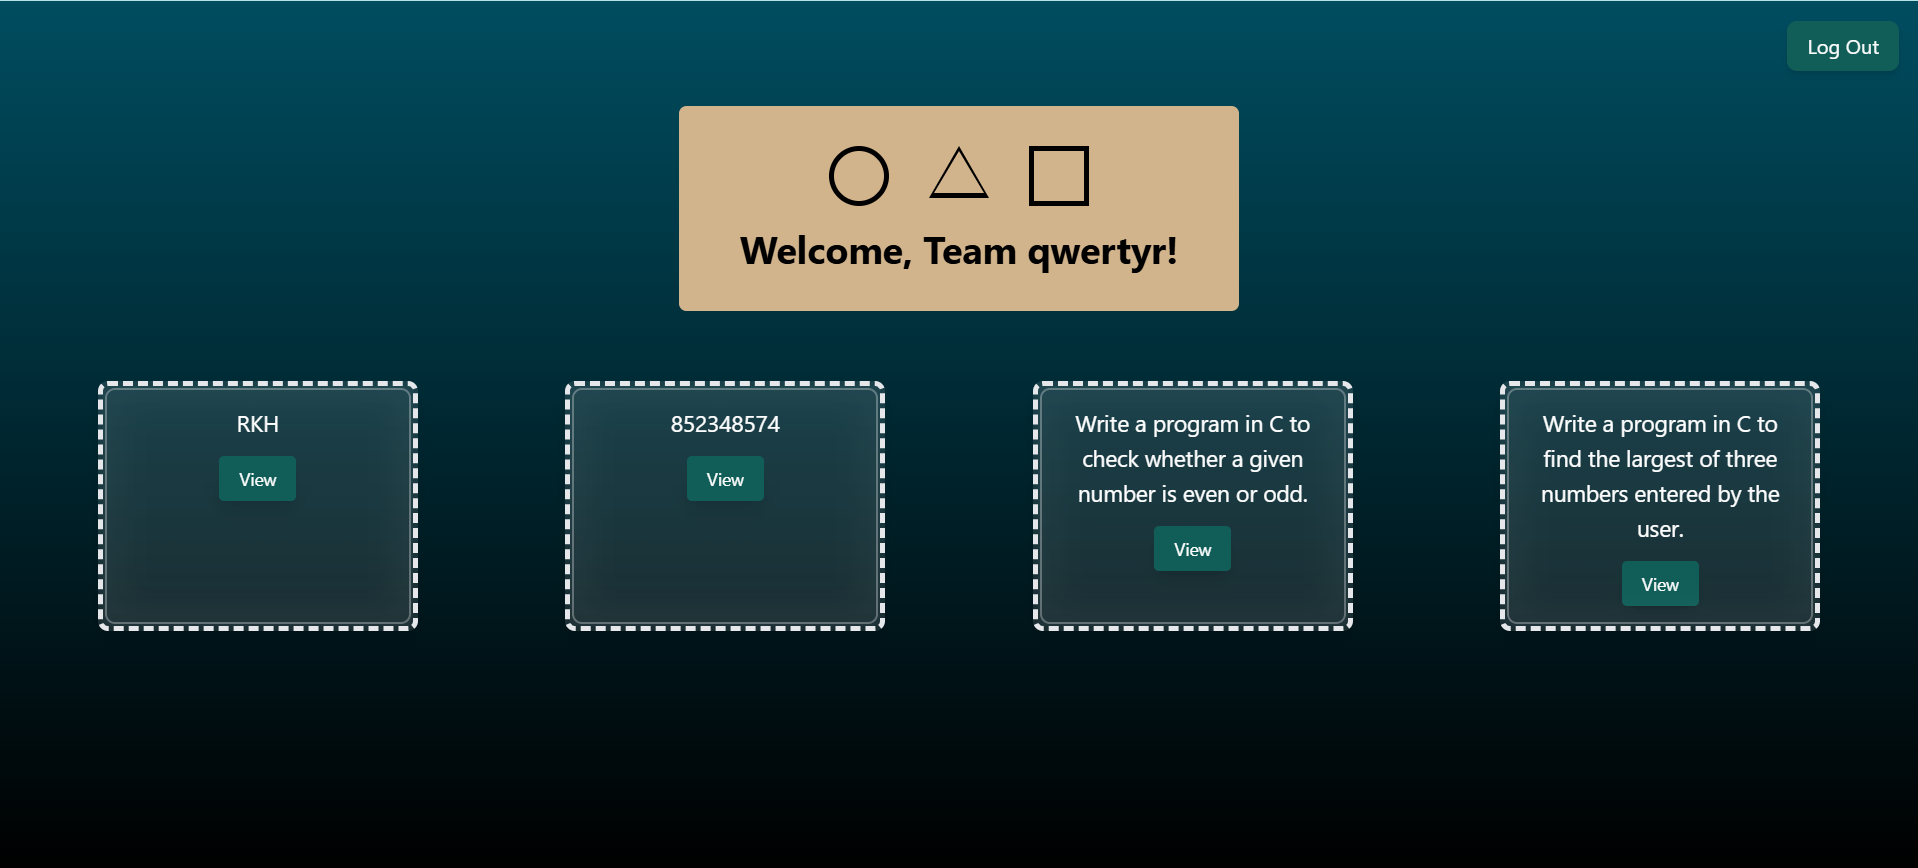 Log Out
Welcome, Team qwertyr!
RKH
View
852348574
View
Write a program in C to
check whether a given
number is even or odd.
View
Write a program in C to
find the largest of three
numbers entered by the
user.
View